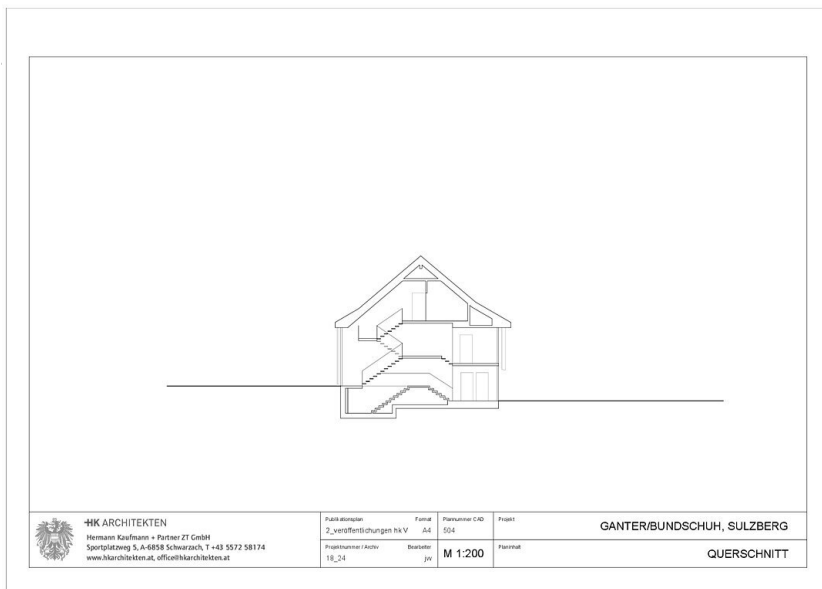 HK ARCHITEKTEN
Hermann Kaufmann + Partner ZT GmbH
Sportplatzweg 5, A-6858 Schwarzach, T +43 5572 58174
www.hkarchitekten.at, office@hkarchitekten.at
Publikationsplan Format
2_veröffentlichungen hk V A4
Projektnummer / Archiv Bearbeiter
18_24 jw
Plannummer CAD
504
M 1:200
Projekt
GANTER/BUNDSCHUH, SULZBERG
Planinhalt
QUERSCHNITT